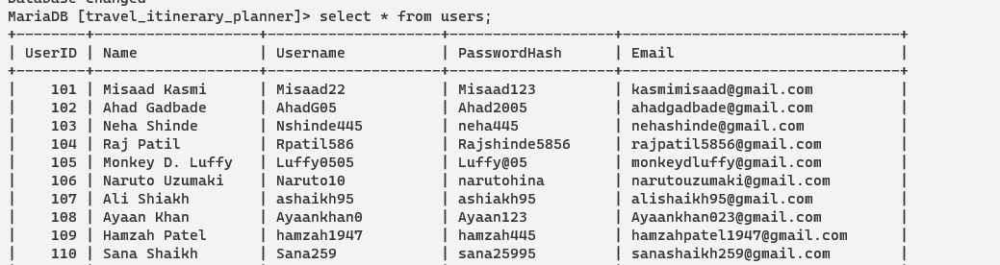 Database changed
MariaDB [travel_itinerary_planner]> select * from users;
+--------+-------------------+--------------------+-------------------+-------------------------------+
| UserID | Name | Username | PasswordHash | Email |
+--------+-------------------+--------------------+-------------------+-------------------------------+
| 101 | Misaad Kasmi | Misaad22 | Misaad123 | kasmimisaad@gmail.com |
| 102 | Ahad Gadbade | AhadG05 | Ahad2005 | ahadgadbade@gmail.com |
| 103 | Neha Shinde | Nshinde445 | neha445 | nehashinde@gmail.com |
| 104 | Raj Patil | Rpatil586 | Rajshinde5856 | rajpatil5856@gmail.com |
| 105 | Monkey D. Luffy | Luffy0505 | Luffy@05 | monkeydluffy@gmail.com |
| 106 | Naruto Uzumaki | Naruto10 | narutohina | narutouzumaki@gmail.com |
| 107 | Ali Shiakh | ashaikh95 | ashiakh95 | alishaikh95@gmail.com |
| 108 | Ayaan Khan | Ayaankhan0 | Ayaan123 | Ayaankhan023@gmail.com |
| 109 | Hamzah Patel | hamzah1947 | hamzah445 | hamzahpatel1947@gmail.com |
| 110 | Sana Shaikh | Sana259 | sana25995 | sanashaikh259@gmail.com |